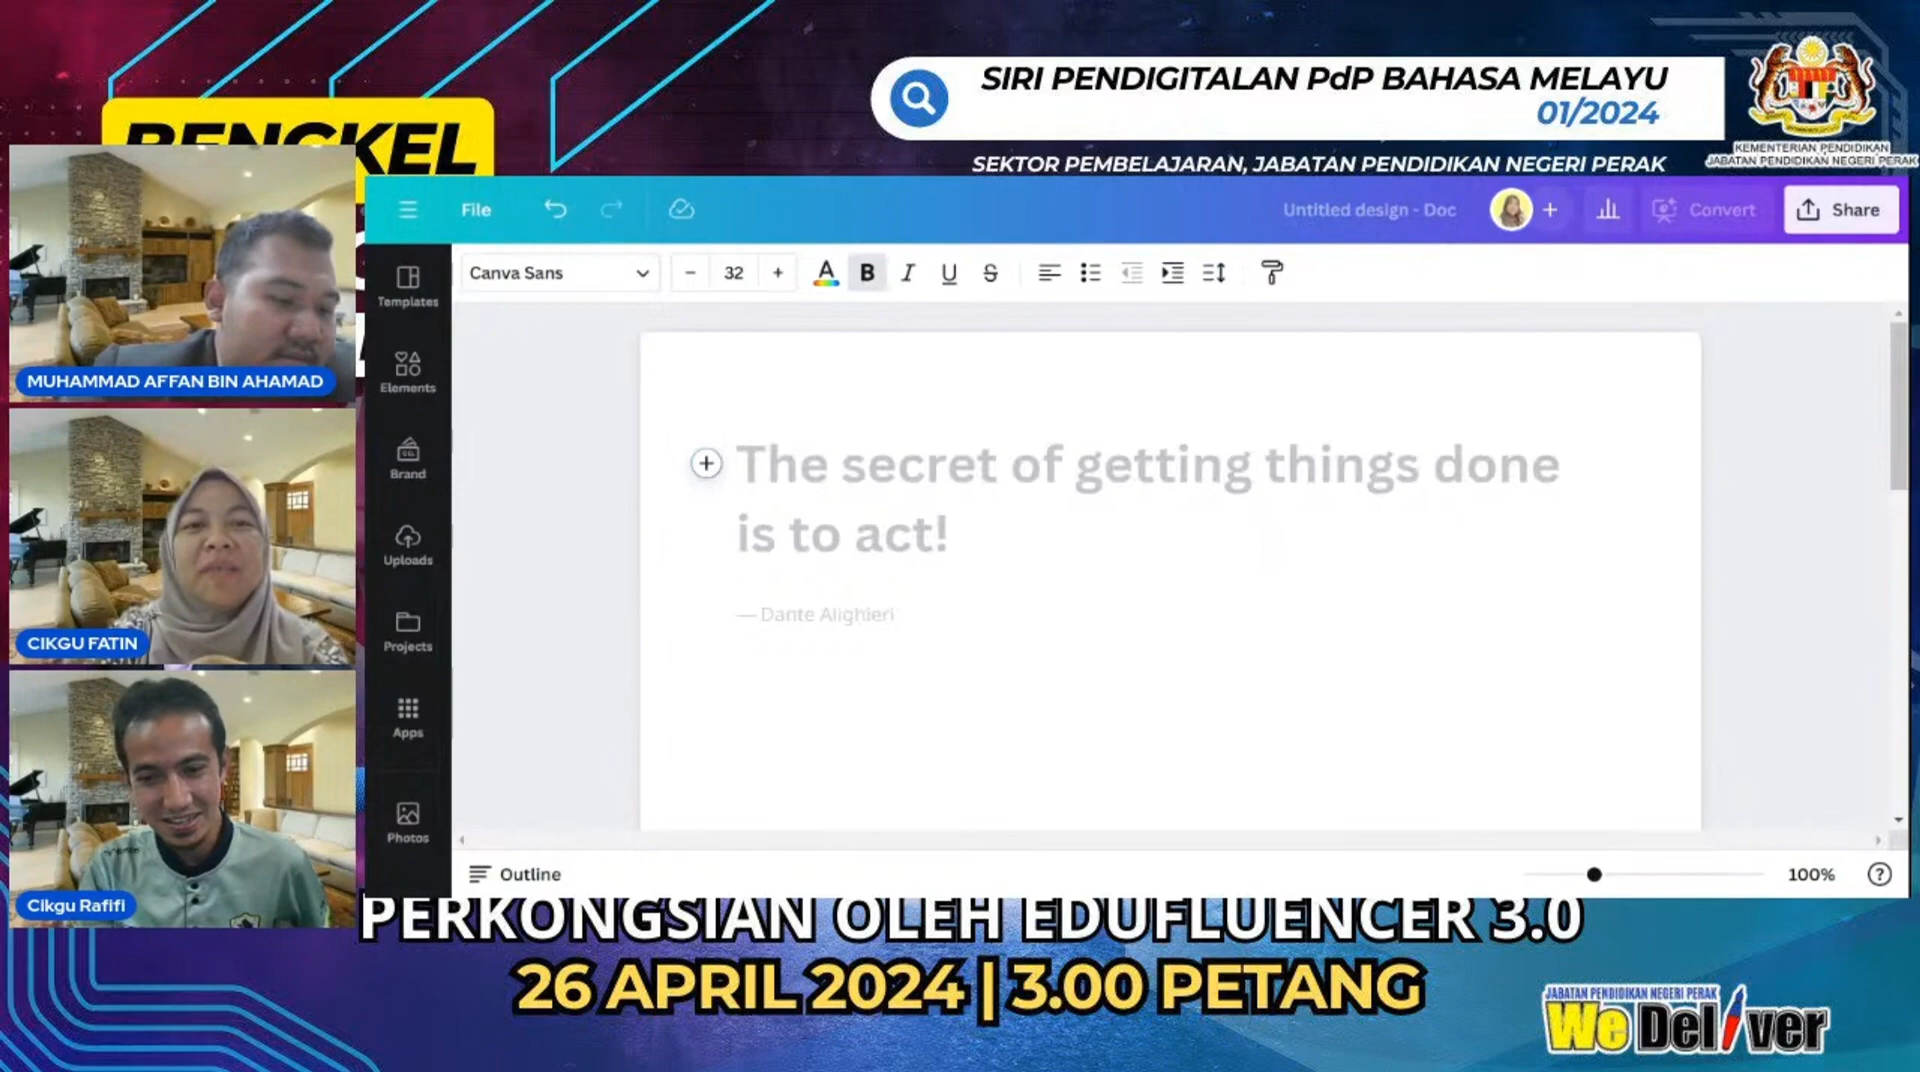 BENGKEL
SIRI PENDIGITALAN PdP BAHASA MELAYU
01/2024
SEKTOR PEMBELAJARAN, JABATAN PENDIDIKAN NEGERI PERAK
KEMENTERIAN PENDIDIKAN
JABATAN PENDIDIKAN NEGERI PERAK
File
Untitled design - Doc
+
Convert
Share
Canva Sans
- 32 +
A B I U S
Templates
Elements
Brand
Uploads
Projects
Apps
Photos
The secret of getting things done
is to act!
— Dante Alighieri
Outline
100%
?
MUHAMMAD AFFAN BIN AHAMAD
CIKGU FATIN
Cikgu Rafifi
PERKONGSIAN OLEH EDUFLUENCER 3.0
26 APRIL 2024 | 3.00 PETANG
JABATAN PENDIDIKAN NEGERI PERAK
We Deliver